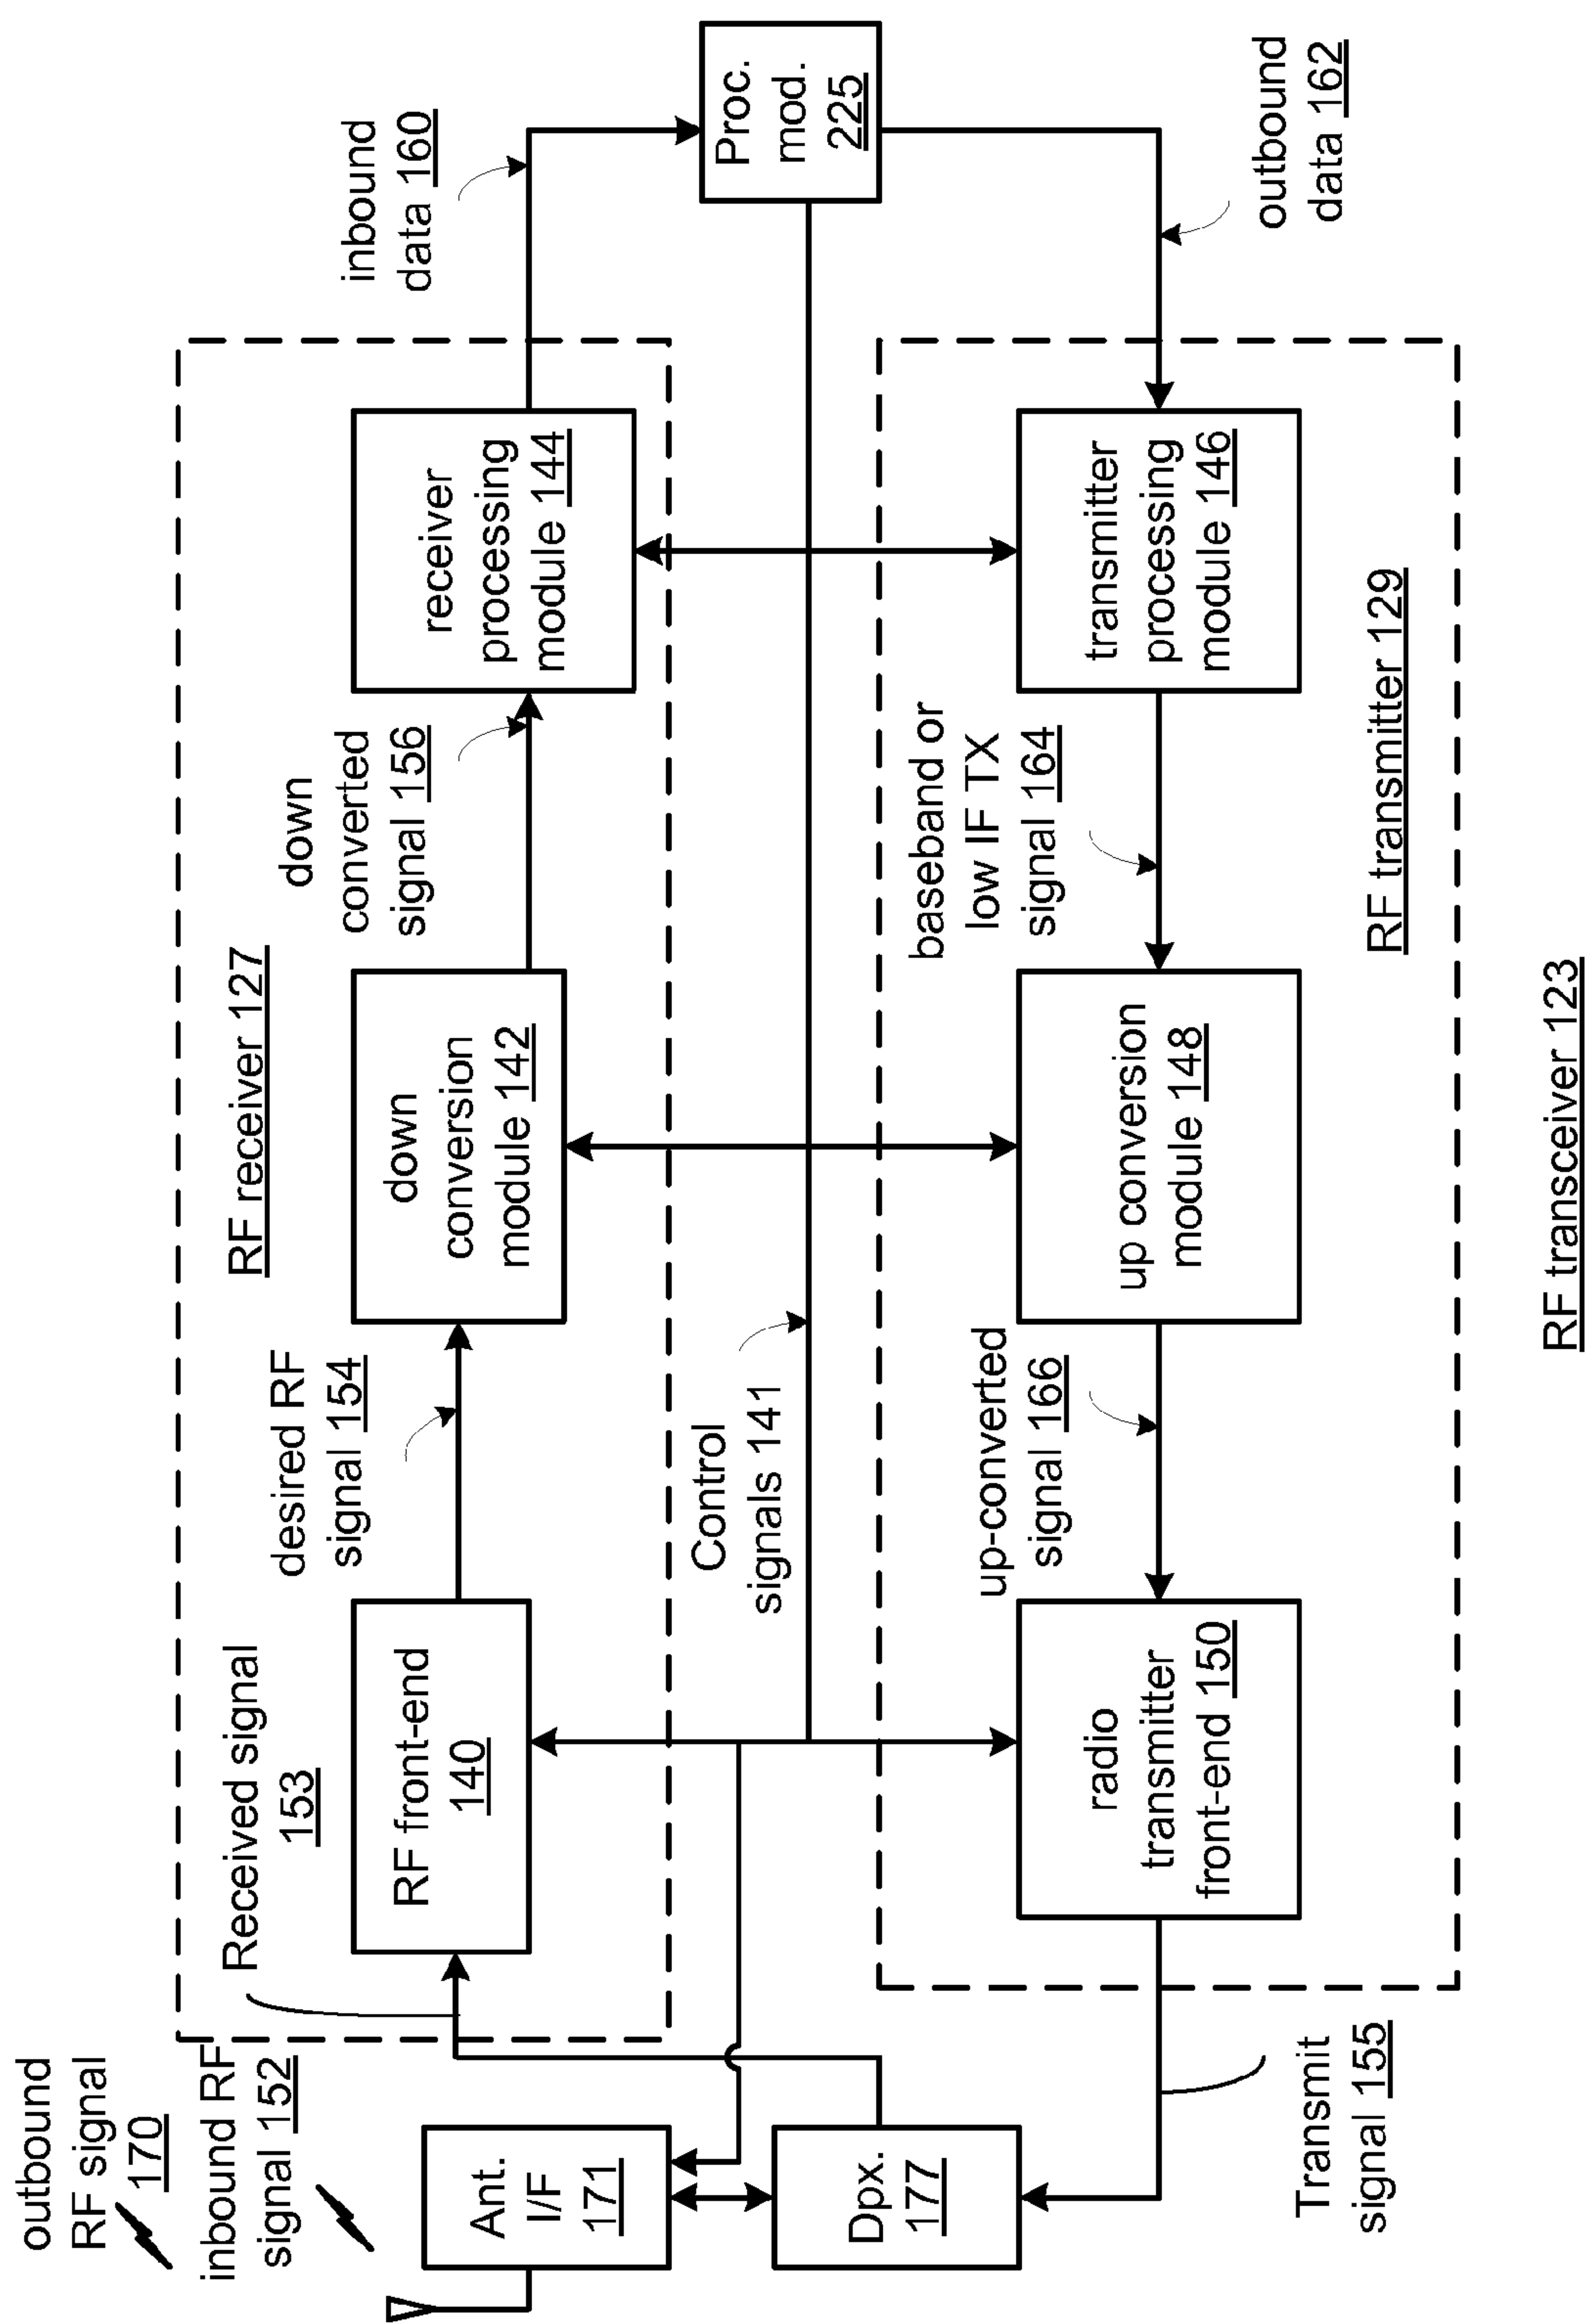 outbound
RF signal
170
inbound RF
signal 152
Received signal
153
RF receiver 127
desired RF
signal 154
down
converted
signal 156
inbound
data 160
RF front-end
140
down
conversion
module 142
receiver
processing
module 144
Ant.
I/F
171
Control
signals 141
Proc.
mod.
225
Dpx.
177
up-converted
signal 166
baseband or
low IF TX
signal 164
radio
transmitter
front-end 150
up conversion
module 148
transmitter
processing
module 146
outbound
data 162
Transmit
signal 155
RF transmitter 129
RF transceiver 123